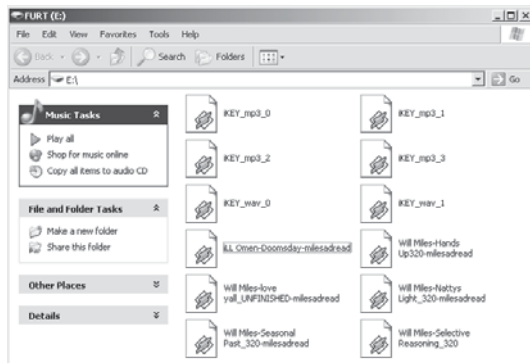 FURT (E:)
File Edit View Favorites Tools Help
Back Search Folders
Address E:\ Go
Music Tasks
Play all
Shop for music online
Copy all items to audio CD
File and Folder Tasks
Make a new folder
Share this folder
Other Places
Details
iKEY_mp3_0
iKEY_mp3_1
iKEY_mp3_2
iKEY_mp3_3
iKEY_wav_0
iKEY_wav_1
iLL Omen-Doomsday-milesadread
Will Miles-Hands
Up320-milesadread
Will Miles-love
yall_UNFINISHED-milesadread
Will Miles-Nattys
Light_320-milesadread
Will Miles-Seasonal
Past_320-milesadread
Will Miles-Selective
Reasoning_320